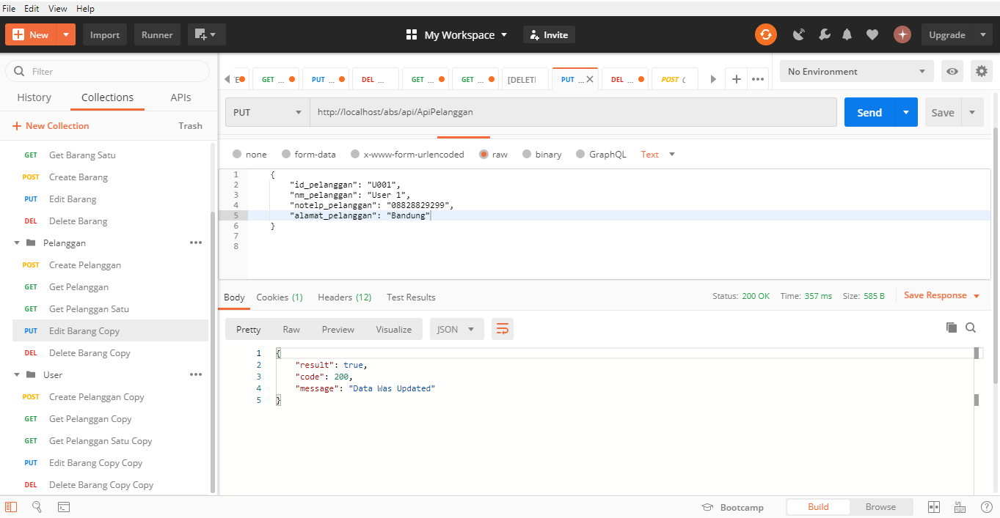 File Edit View Help
New Import Runner My Workspace Invite Upgrade
Filter
History Collections APIs
New Collection Trash
GET Get Barang Satu
POST Create Barang
PUT Edit Barang
DEL Delete Barang
Pelanggan
POST Create Pelanggan
GET Get Pelanggan
GET Get Pelanggan Satu
PUT Edit Barang Copy
DEL Delete Barang Copy
User
POST Create Pelanggan Copy
GET Get Pelanggan Copy
GET Get Pelanggan Satu Copy
PUT Edit Barang Copy Copy
DEL Delete Barang Copy Copy
GET ... PUT ... DEL ... GET ... GET ... [DELETI PUT ... DEL ... POST
No Environment
PUT http://localhost/abs/api/ApiPelanggan Send Save
none form-data x-www-form-urlencoded raw binary GraphQL Text
1 {
2 "id_pelanggan": "U001",
3 "nm_pelanggan": "User 1",
4 "notelp_pelanggan": "08828829299",
5 "alamat_pelanggan": "Bandung"
6 }
7
8
Body Cookies (1) Headers (12) Test Results Status: 200 OK Time: 357 ms Size: 585 B Save Response
Pretty Raw Preview Visualize JSON
1 {
2 "result": true,
3 "code": 200,
4 "message": "Data Was Updated"
5 }
Bootcamp Build Browse